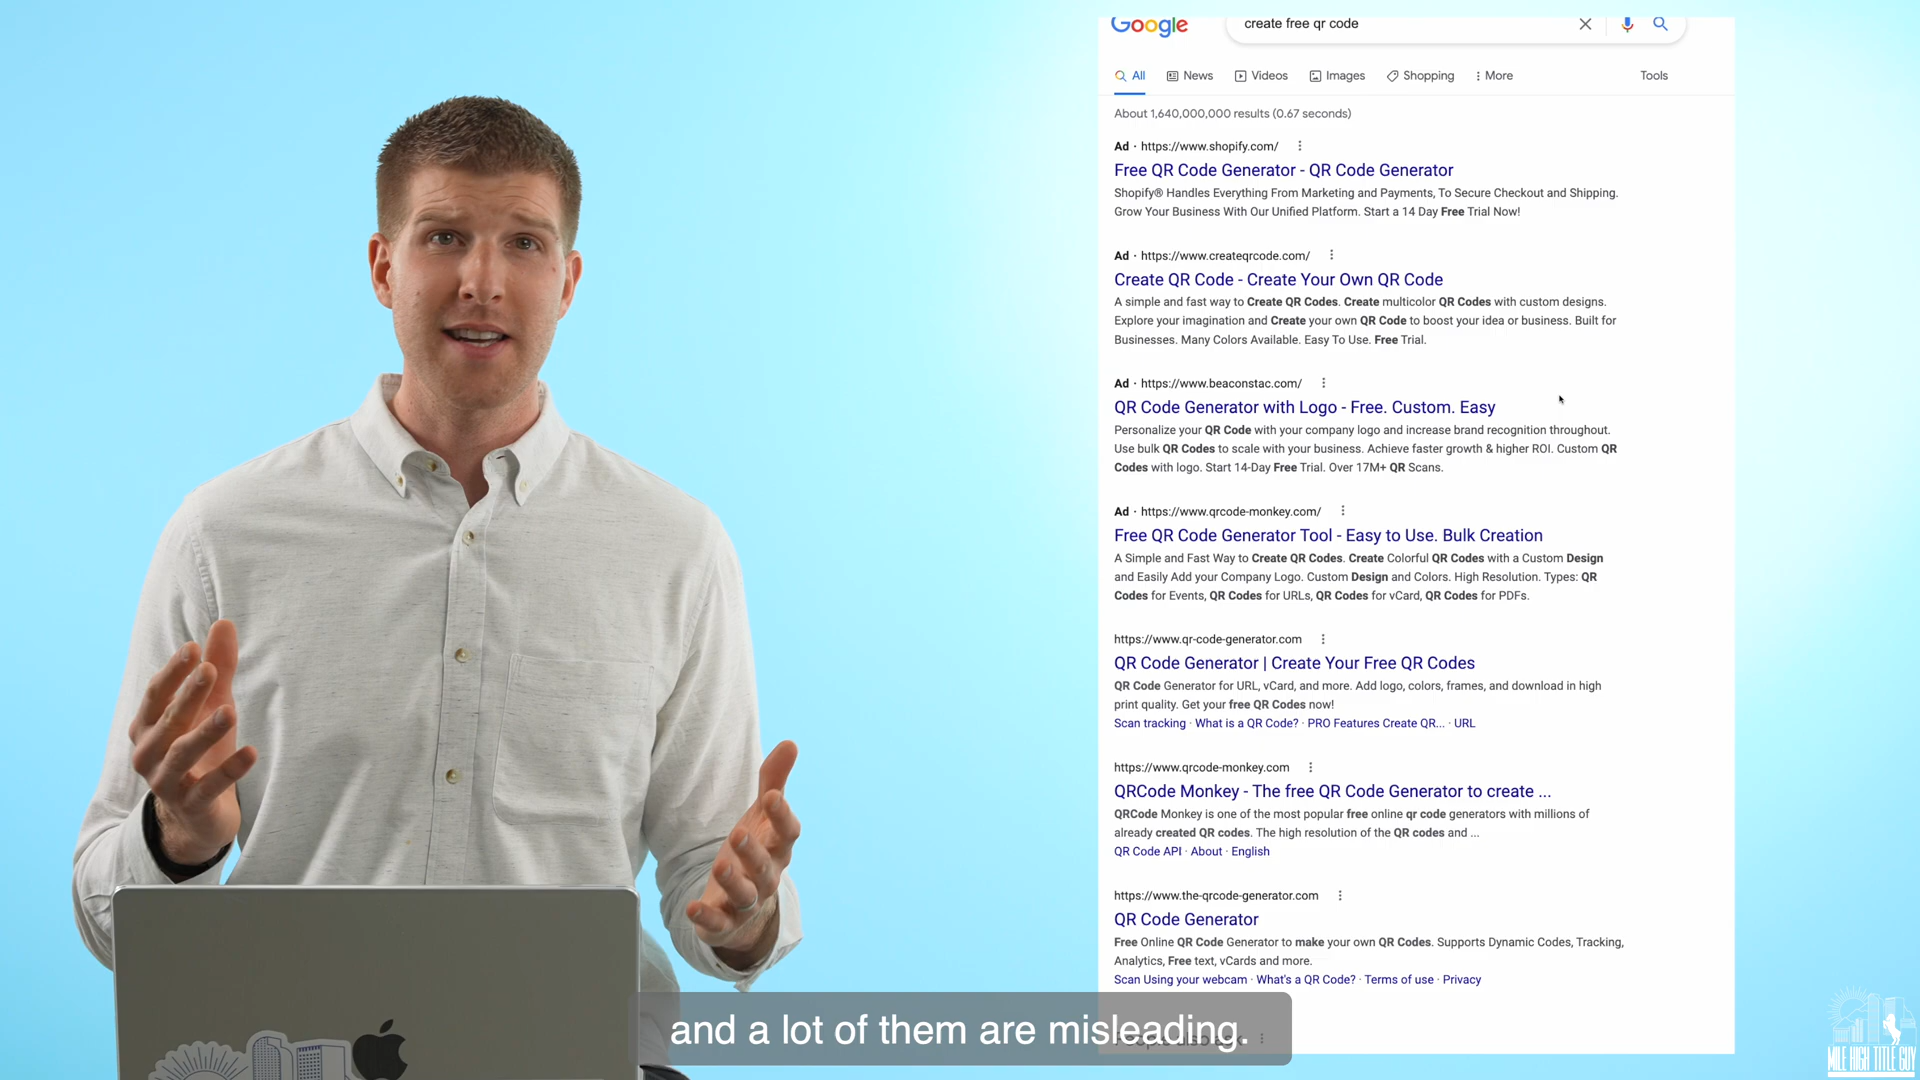 Google
create free qr code
All News Videos Images Shopping More Tools
About 1,640,000,000 results (0.67 seconds)
Ad · https://www.shopify.com/
Free QR Code Generator - QR Code Generator
Shopify® Handles Everything From Marketing and Payments, To Secure Checkout and Shipping.
Grow Your Business With Our Unified Platform. Start a 14 Day Free Trial Now!
Ad · https://www.createqrcode.com/
Create QR Code - Create Your Own QR Code
A simple and fast way to Create QR Codes. Create multicolor QR Codes with custom designs.
Explore your imagination and Create your own QR Code to boost your idea or business. Built for
Businesses. Many Colors Available. Easy To Use. Free Trial.
Ad · https://www.beaconstac.com/
QR Code Generator with Logo - Free. Custom. Easy
Personalize your QR Code with your company logo and increase brand recognition throughout.
Use bulk QR Codes to scale with your business. Achieve faster growth & higher ROI. Custom QR
Codes with logo. Start 14-Day Free Trial. Over 17M+ QR Scans.
Ad · https://www.qrcode-monkey.com/
Free QR Code Generator Tool - Easy to Use. Bulk Creation
A Simple and Fast Way to Create QR Codes. Create Colorful QR Codes with a Custom Design
and Easily Add your Company Logo. Custom Design and Colors. High Resolution. Types: QR
Codes for Events, QR Codes for URLs, QR Codes for vCard, QR Codes for PDFs.
https://www.qr-code-generator.com
QR Code Generator | Create Your Free QR Codes
QR Code Generator for URL, vCard, and more. Add logo, colors, frames, and download in high
print quality. Get your free QR Codes now!
Scan tracking · What is a QR Code? · PRO Features Create QR... · URL
https://www.qrcode-monkey.com
QRCode Monkey - The free QR Code Generator to create ...
QRCode Monkey is one of the most popular free online qr code generators with millions of
already created QR codes. The high resolution of the QR codes and ...
QR Code API · About · English
https://www.the-qrcode-generator.com
QR Code Generator
Free Online QR Code Generator to make your own QR Codes. Supports Dynamic Codes, Tracking,
Analytics, Free text, vCards and more.
Scan Using your webcam · What's a QR Code? · Terms of use · Privacy
and a lot of them are misleading.
People also ask
MILE HIGH TITLE GUY